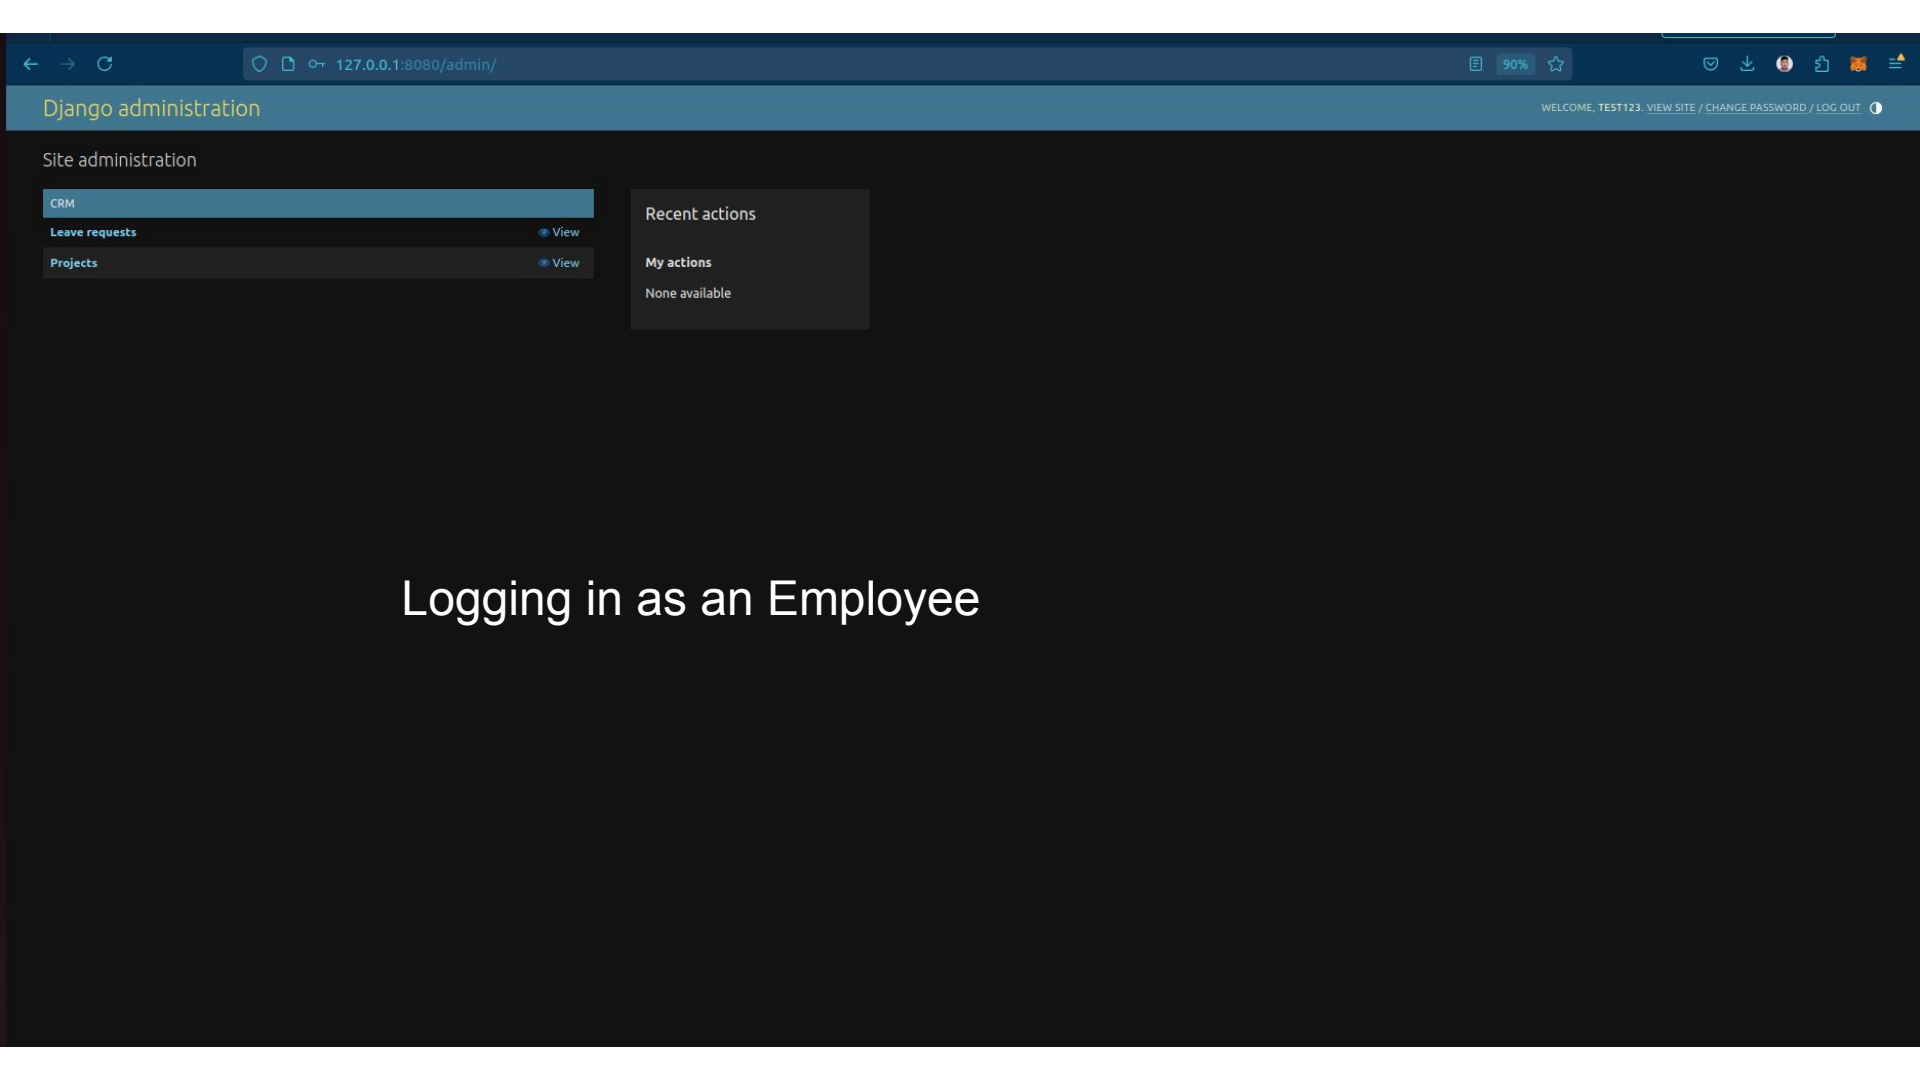 127.0.0.1:8080/admin/
90%
Django administration
WELCOME, TEST123. VIEW SITE / CHANGE PASSWORD / LOG OUT
Site administration
CRM
Leave requests View
Projects View
Recent actions
My actions
None available
Logging in as an Employee